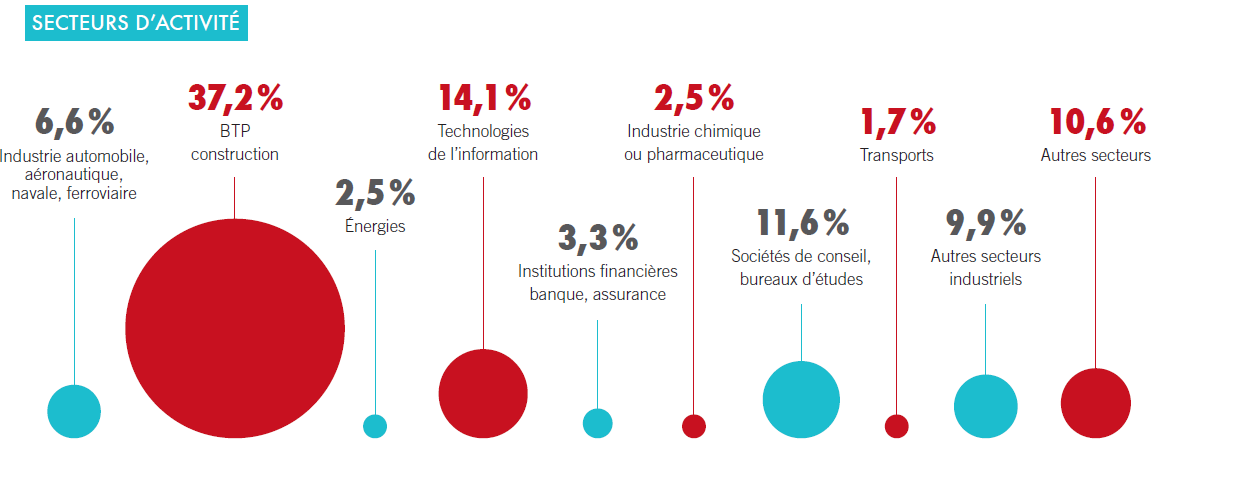 SECTEURS D'ACTIVITÉ
6,6 %
Industrie automobile,
aéronautique,
navale, ferroviaire
37,2 %
BTP
construction
2,5 %
Énergies
14,1 %
Technologies
de l'information
3,3 %
Institutions financières
banque, assurance
2,5 %
Industrie chimique
ou pharmaceutique
11,6 %
Sociétés de conseil,
bureaux d'études
1,7 %
Transports
9,9 %
Autres secteurs
industriels
10,6 %
Autres secteurs